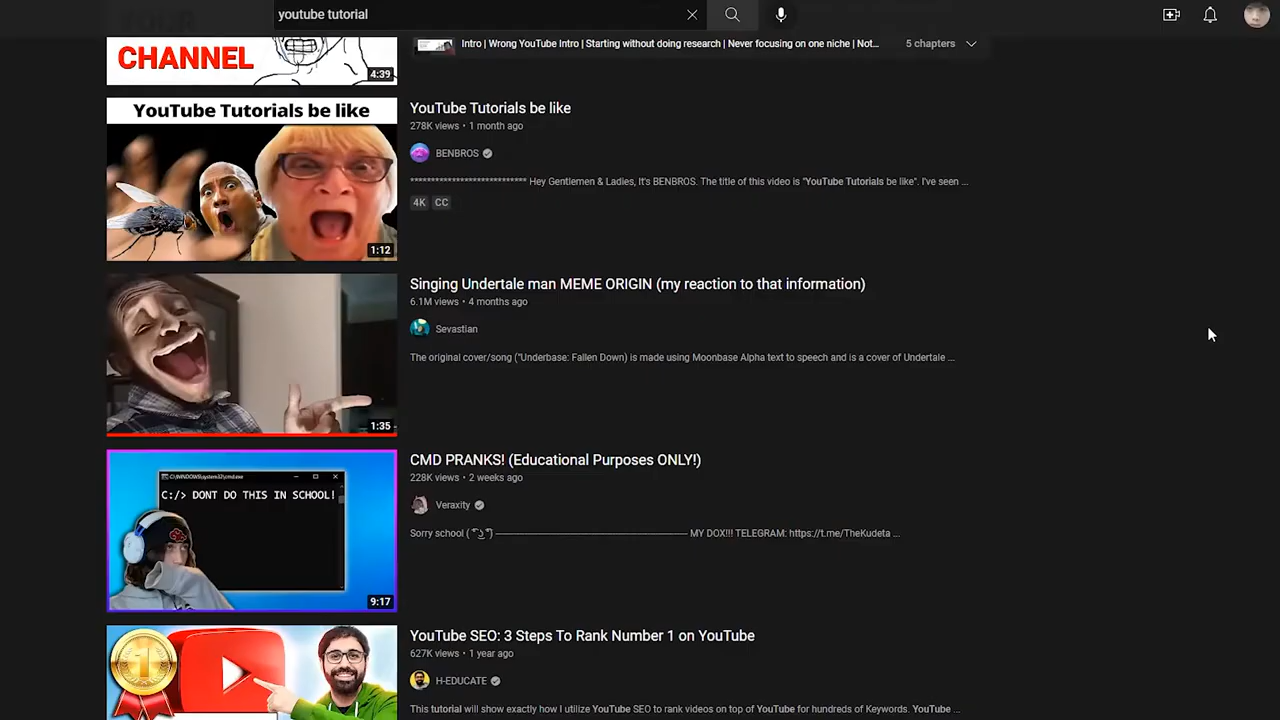 youtube tutorial
CHANNEL
4:39
Intro | Wrong YouTube Intro | Starting without doing research | Never focusing on one niche | Not...
5 chapters
YouTube Tutorials be like
1:12
YouTube Tutorials be like
278K views • 1 month ago
BENBROS
**************************** Hey Gentlemen & Ladies, It's BENBROS. The title of this video is "YouTube Tutorials be like". I've seen ...
4K CC
1:35
Singing Undertale man MEME ORIGIN (my reaction to that information)
6.1M views • 4 months ago
Sevastian
The original cover/song ("Underbase: Fallen Down) is made using Moonbase Alpha text to speech and is a cover of Undertale ...
C:\WINDOWS\system32\cmd.exe
C:/> DONT DO THIS IN SCHOOL!
9:17
CMD PRANKS! (Educational Purposes ONLY!)
228K views • 2 weeks ago
Veraxity
Sorry school ( ͡° ͜ʖ ͡°) ———————————————— MY DOX!!! TELEGRAM: https://t.me/TheKudeta ...
1
YouTube SEO: 3 Steps To Rank Number 1 on YouTube
627K views • 1 year ago
H-EDUCATE
This tutorial will show exactly how I utilize YouTube SEO to rank videos on top of YouTube for hundreds of Keywords. YouTube ...